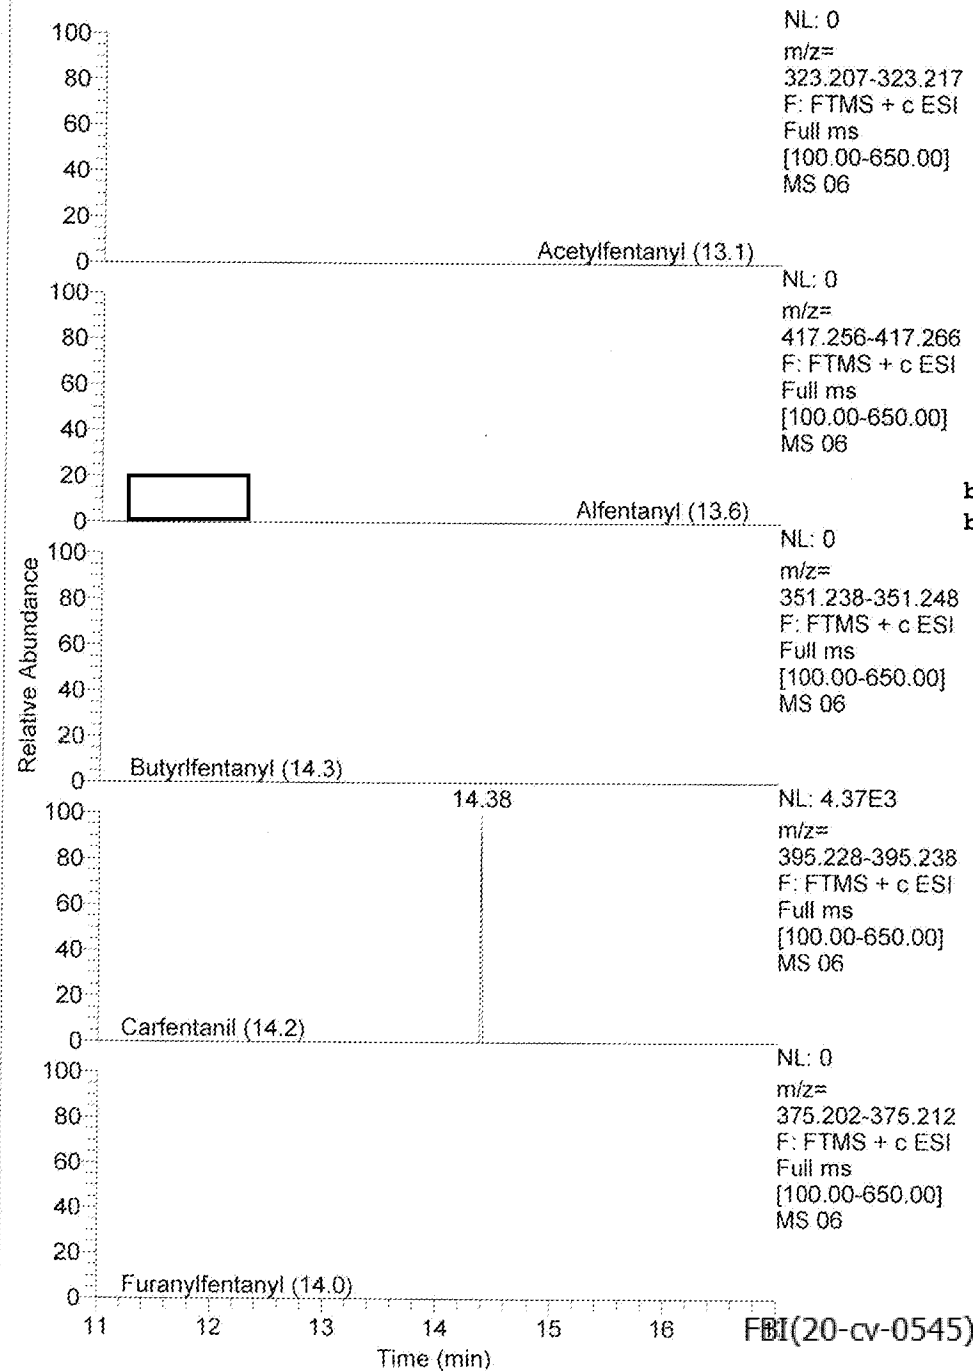 100
80
60
40
20
0
Acetylfentanyl (13.1)
NL: 0
m/z=
323.207-323.217
F: FTMS + c ESI
Full ms
[100.00-650.00]
MS 06
100
80
60
40
20
0
Alfentanyl (13.6)
NL: 0
m/z=
417.256-417.266
F: FTMS + c ESI
Full ms
[100.00-650.00]
MS 06
b
b
Relative Abundance
100
80
60
40
20
0
Butyrlfentanyl (14.3)
NL: 0
m/z=
351.238-351.248
F: FTMS + c ESI
Full ms
[100.00-650.00]
MS 06
14.38
100
80
60
40
20
0
Carfentanil (14.2)
NL: 4.37E3
m/z=
395.228-395.238
F: FTMS + c ESI
Full ms
[100.00-650.00]
MS 06
100
80
60
40
20
0
Furanylfentanyl (14.0)
NL: 0
m/z=
375.202-375.212
F: FTMS + c ESI
Full ms
[100.00-650.00]
MS 06
11 12 13 14 15 16
Time (min)
FBI(20-cv-0545)